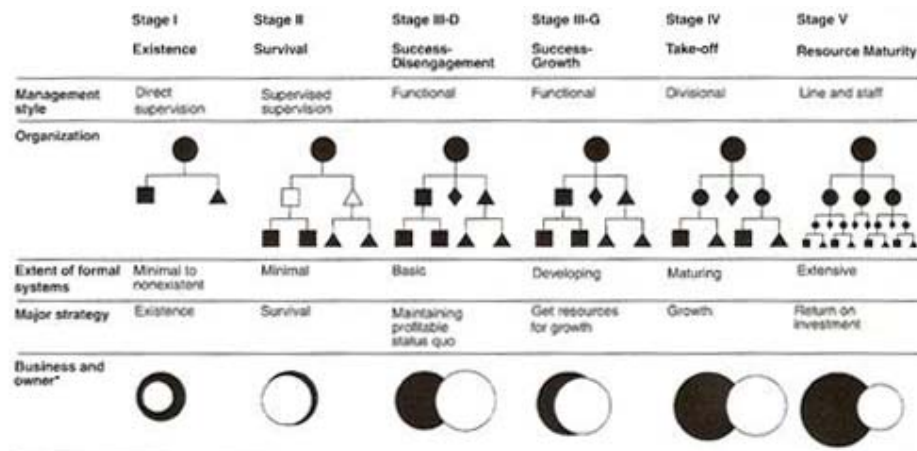 Stage I
Stage II
Stage III-D
Stage III-G
Stage IV
Stage V
Existence
Survival
Success-
Disengagement
Success-
Growth
Take-off
Resource Maturity
Management
style
Direct
supervision
Supervised
supervision
Functional
Functional
Divisional
Line and staff
Organization
Extent of formal
systems
Minimal to
nonexistent
Minimal
Basic
Developing
Maturing
Extensive
Major strategy
Existence
Survival
Maintaining
profitable
status quo
Get resources
for growth
Growth
Return on
investment
Business and
owner*